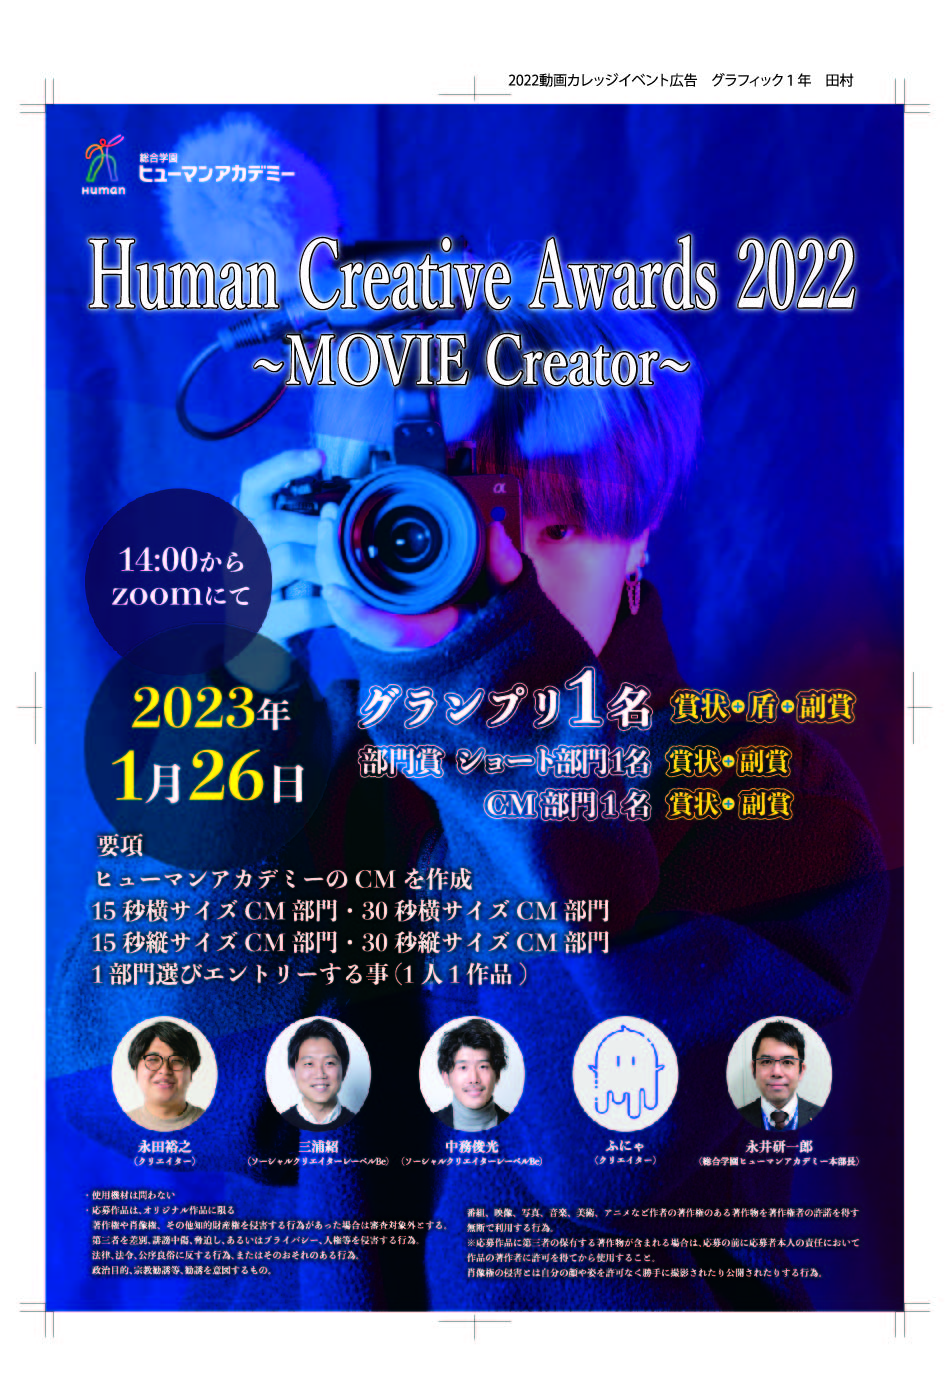 2022動画カレッジイベント広告　グラフィック1年　田村
Human
総合学園
ヒューマンアカデミー
Human Creative Awards 2022
~MOVIE Creator~
α
14:00から
zoomにて
2023年
1月26日
グランプリ1名 賞状+盾+副賞
部門賞 ショート部門1名 賞状+副賞
CM部門1名 賞状+副賞
要項
ヒューマンアカデミーのCMを作成
15秒横サイズCM部門・30秒横サイズCM部門
15秒縦サイズCM部門・30秒縦サイズCM部門
1部門選びエントリーする事(1人1作品)
永田裕之
(クリエイター)
三浦紹
(ソーシャルクリエイターレーベルBe)
中務俊光
(ソーシャルクリエイターレーベルBe)
ふにゃ
(クリエイター)
永井研一郎
(総合学園ヒューマンアカデミー本部長)
・使用機材は問わない
・応募作品は、オリジナル作品に限る
著作権や肖像権、その他知的財産権を侵害する行為があった場合は審査対象外とする。
第三者を差別、誹謗中傷、脅迫し、あるいはプライバシー、人権等を侵害する行為。
法律、法令、公序良俗に反する行為、またはそのおそれのある行為。
政治目的、宗教勧誘等、勧誘を意図するもの。
番組、映像、写真、音楽、美術、アニメなど作者の著作権のある著作物を著作権者の許諾を得す
無断で利用する行為。
※応募作品に第三者の保有する著作物が含まれる場合は、応募の前に応募者本人の責任において
作品の著作者に許可を得てから使用すること。
肖像権の侵害とは自分の顔や姿を許可なく勝手に撮影されたり公開されたりする行為。